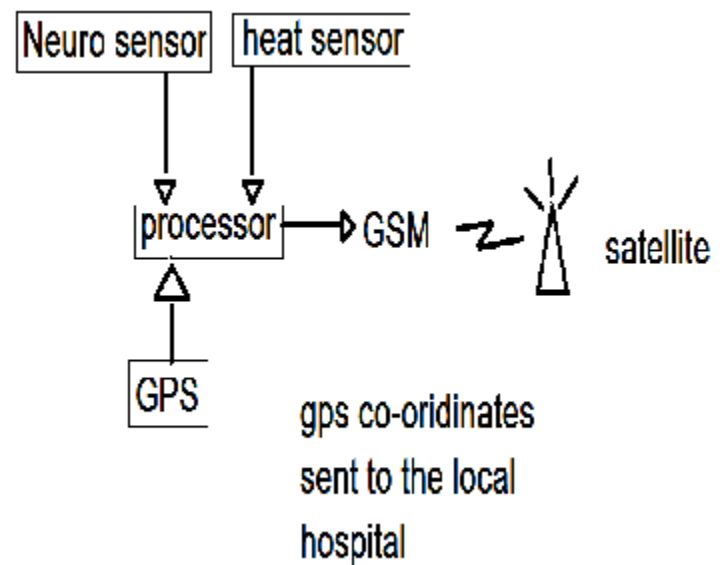 Neuro sensor
heat sensor
processor
GSM
satellite
GPS
gps co-oridinates
sent to the local
hospital